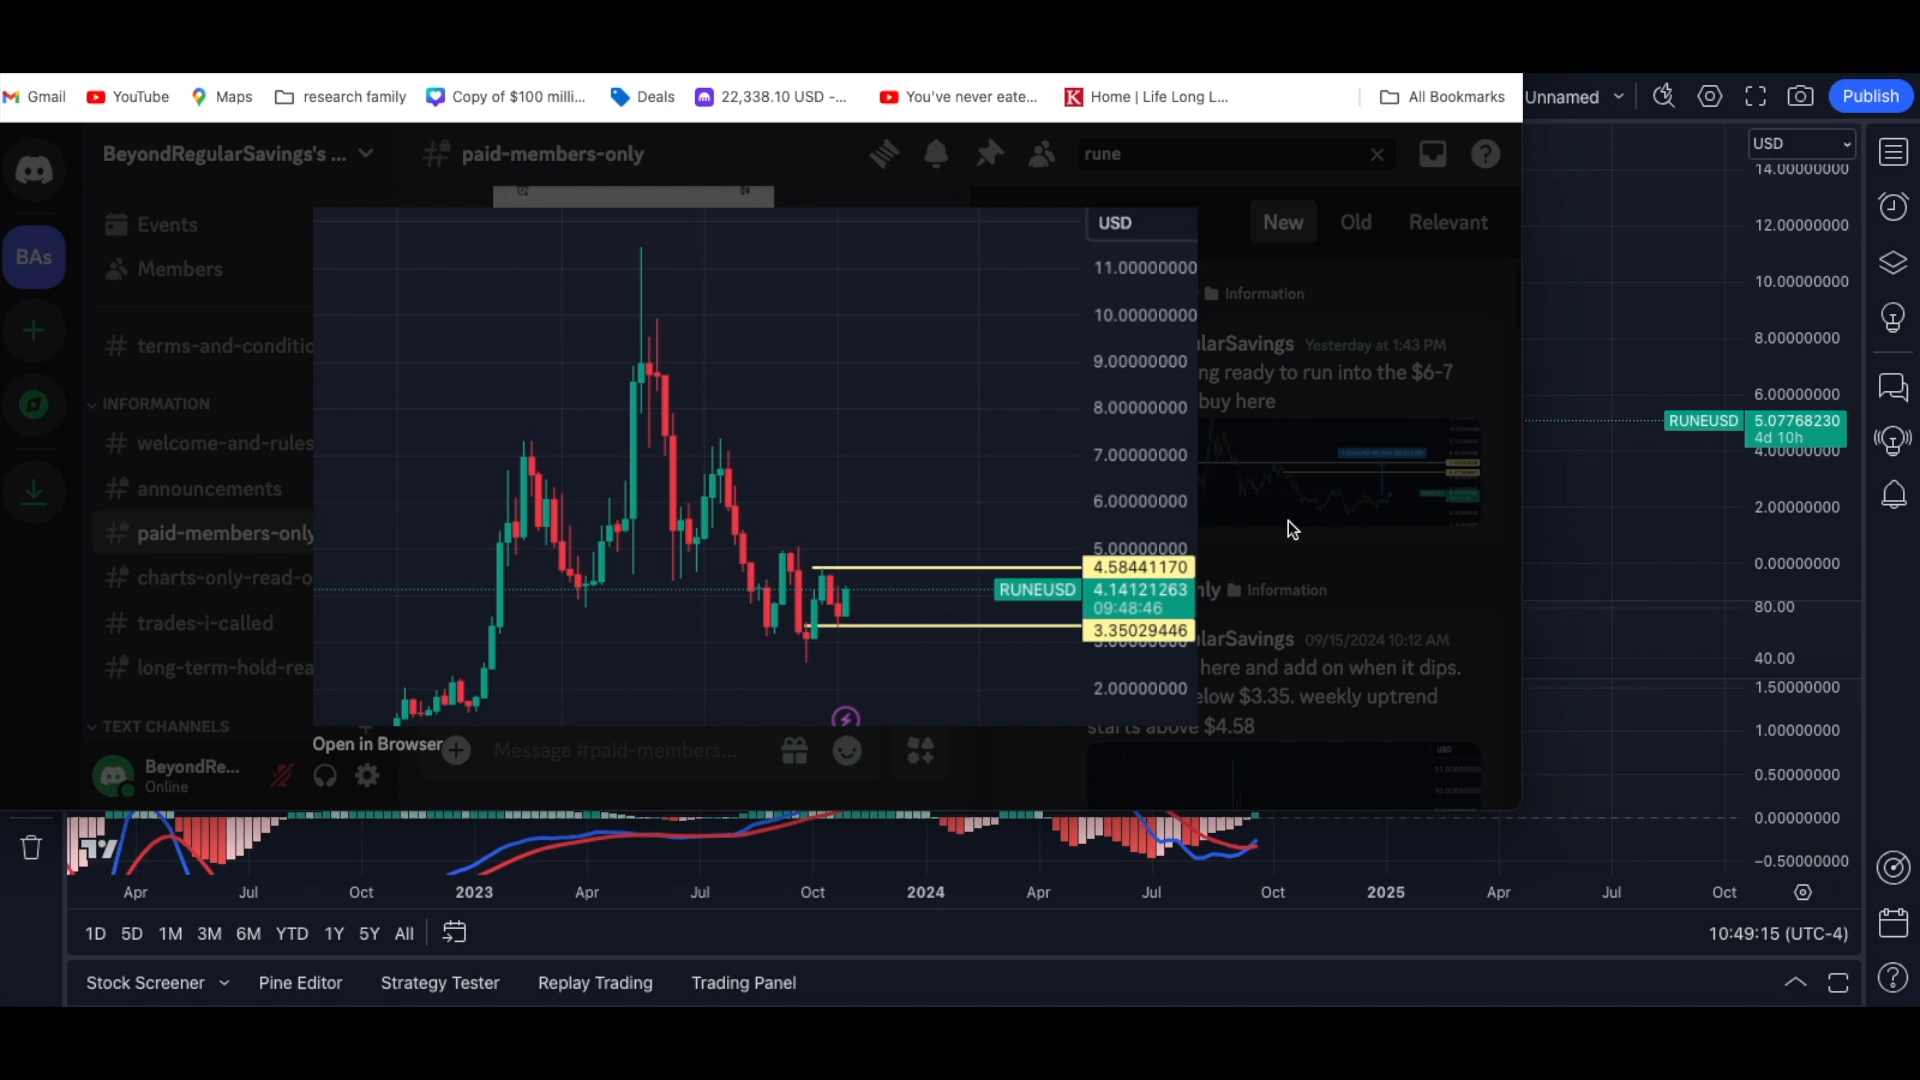 Gmail
YouTube
Maps
research family
Copy of $100 milli...
Deals
22,338.10 USD -...
You've never eate...
Home | Life Long L...
All Bookmarks
Unnamed
Publish
BeyondRegularSavings's ...
paid-members-only
rune
USD
14.00000000
12.00000000
10.00000000
8.00000000
6.00000000
RUNEUSD
5.07768230
4d 10h
4.00000000
2.00000000
0.00000000
80.00
40.00
1.50000000
1.00000000
0.50000000
0.00000000
−0.50000000
BAs
Events
Members
terms-and-conditio
INFORMATION
welcome-and-rules
announcements
paid-members-only
charts-only-read-o
trades-i-called
long-term-hold-rea
TEXT CHANNELS
BeyondRe...
Online
USD
11.00000000
10.00000000
9.00000000
8.00000000
7.00000000
6.00000000
5.00000000
4.58441170
RUNEUSD
4.14121263
09:48:46
3.35029446
3.00000000
2.00000000
Open in Browser
Message #paid-members...
New
Old
Relevant
Information
larSavings Yesterday at 1:43 PM
ng ready to run into the $6-7
buy here
nly Information
larSavings 09/15/2024 10:12 AM
here and add on when it dips.
elow $3.35. weekly uptrend
starts above $4.58
USD
Apr
Jul
Oct
2023
Apr
Jul
Oct
2024
Apr
Jul
Oct
2025
Apr
Jul
Oct
1D
5D
1M
3M
6M
YTD
1Y
5Y
All
10:49:15 (UTC-4)
Stock Screener
Pine Editor
Strategy Tester
Replay Trading
Trading Panel